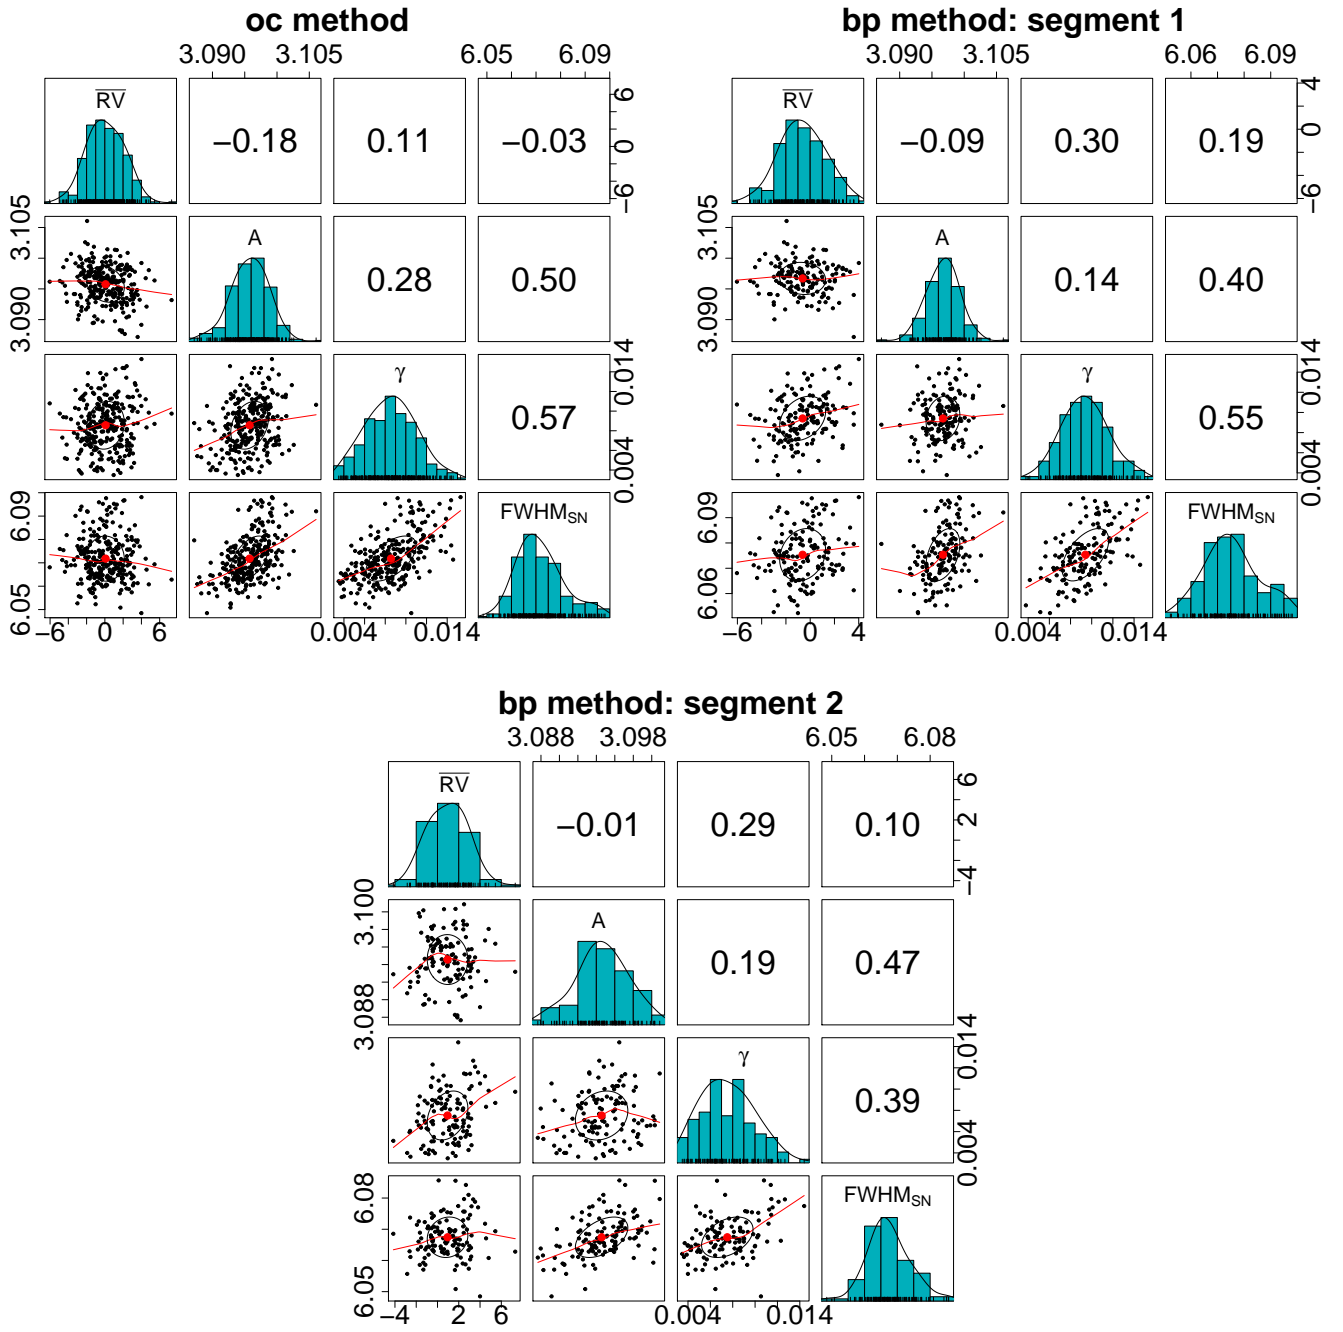 oc method
3.090 3.105 6.05 6.09
RV −0.18 0.11 −0.03
−6 0 6
A 0.28 0.50
3.090 3.105
γ 0.57
0.004 0.014
FWHM_SN
6.05 6.09
−6 0 6 0.004 0.014
bp method: segment 1
3.090 3.105 6.06 6.09
RV −0.09 0.30 0.19
−6 0 4
A 0.14 0.40
3.090 3.105
γ 0.55
0.004 0.014
FWHM_SN
6.06 6.09
−6 0 4 0.004 0.014
bp method: segment 2
3.088 3.098 6.05 6.08
RV −0.01 0.29 0.10
−4 2 6
A 0.19 0.47
3.088 3.100
γ 0.39
0.004 0.014
FWHM_SN
6.05 6.08
−4 2 6 0.004 0.014